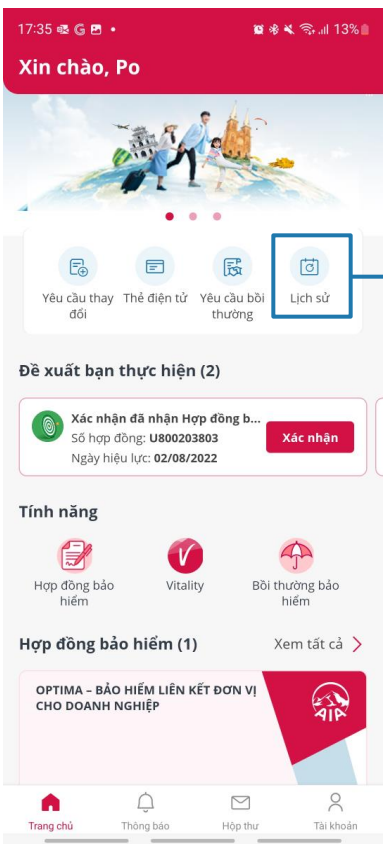 17:35 G
13%
Xin chào, Po
Yêu cầu thay
đổi
Thẻ điện tử
Yêu cầu bồi
thường
Lịch sử
Đề xuất bạn thực hiện (2)
Xác nhận đã nhận Hợp đồng b...
Số hợp đồng: U800203803
Ngày hiệu lực: 02/08/2022
Xác nhận
Tính năng
Hợp đồng bảo
hiểm
Vitality
Bồi thường bảo
hiểm
Hợp đồng bảo hiểm (1)
Xem tất cả
OPTIMA – BẢO HIỂM LIÊN KẾT ĐƠN VỊ
CHO DOANH NGHIỆP
AIA
Trang chủ
Thông báo
Hộp thư
Tài khoản